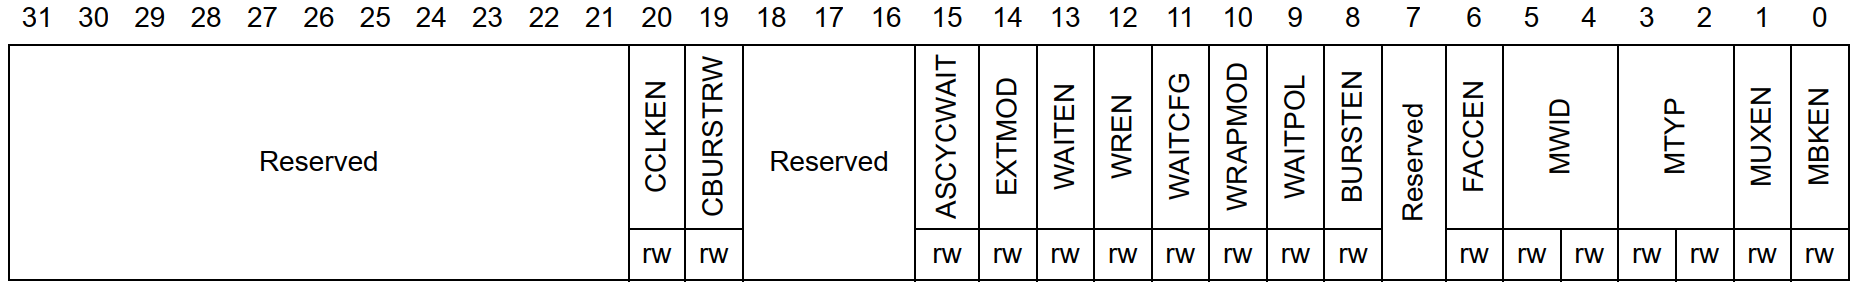 31 30 29 28 27 26 25 24 23 22 21 20 19 18 17 16 15 14 13 12 11 10 9 8 7 6 5 4 3 2 1 0
Reserved
CCLKEN
CBURSTRW
Reserved
ASCYCWAIT
EXTMOD
WAITEN
WREN
WAITCFG
WRAPMOD
WAITPOL
BURSTEN
Reserved
FACCEN
MWID
MTYP
MUXEN
MBKEN
rw rw rw rw rw rw rw rw rw rw rw rw rw rw rw rw rw